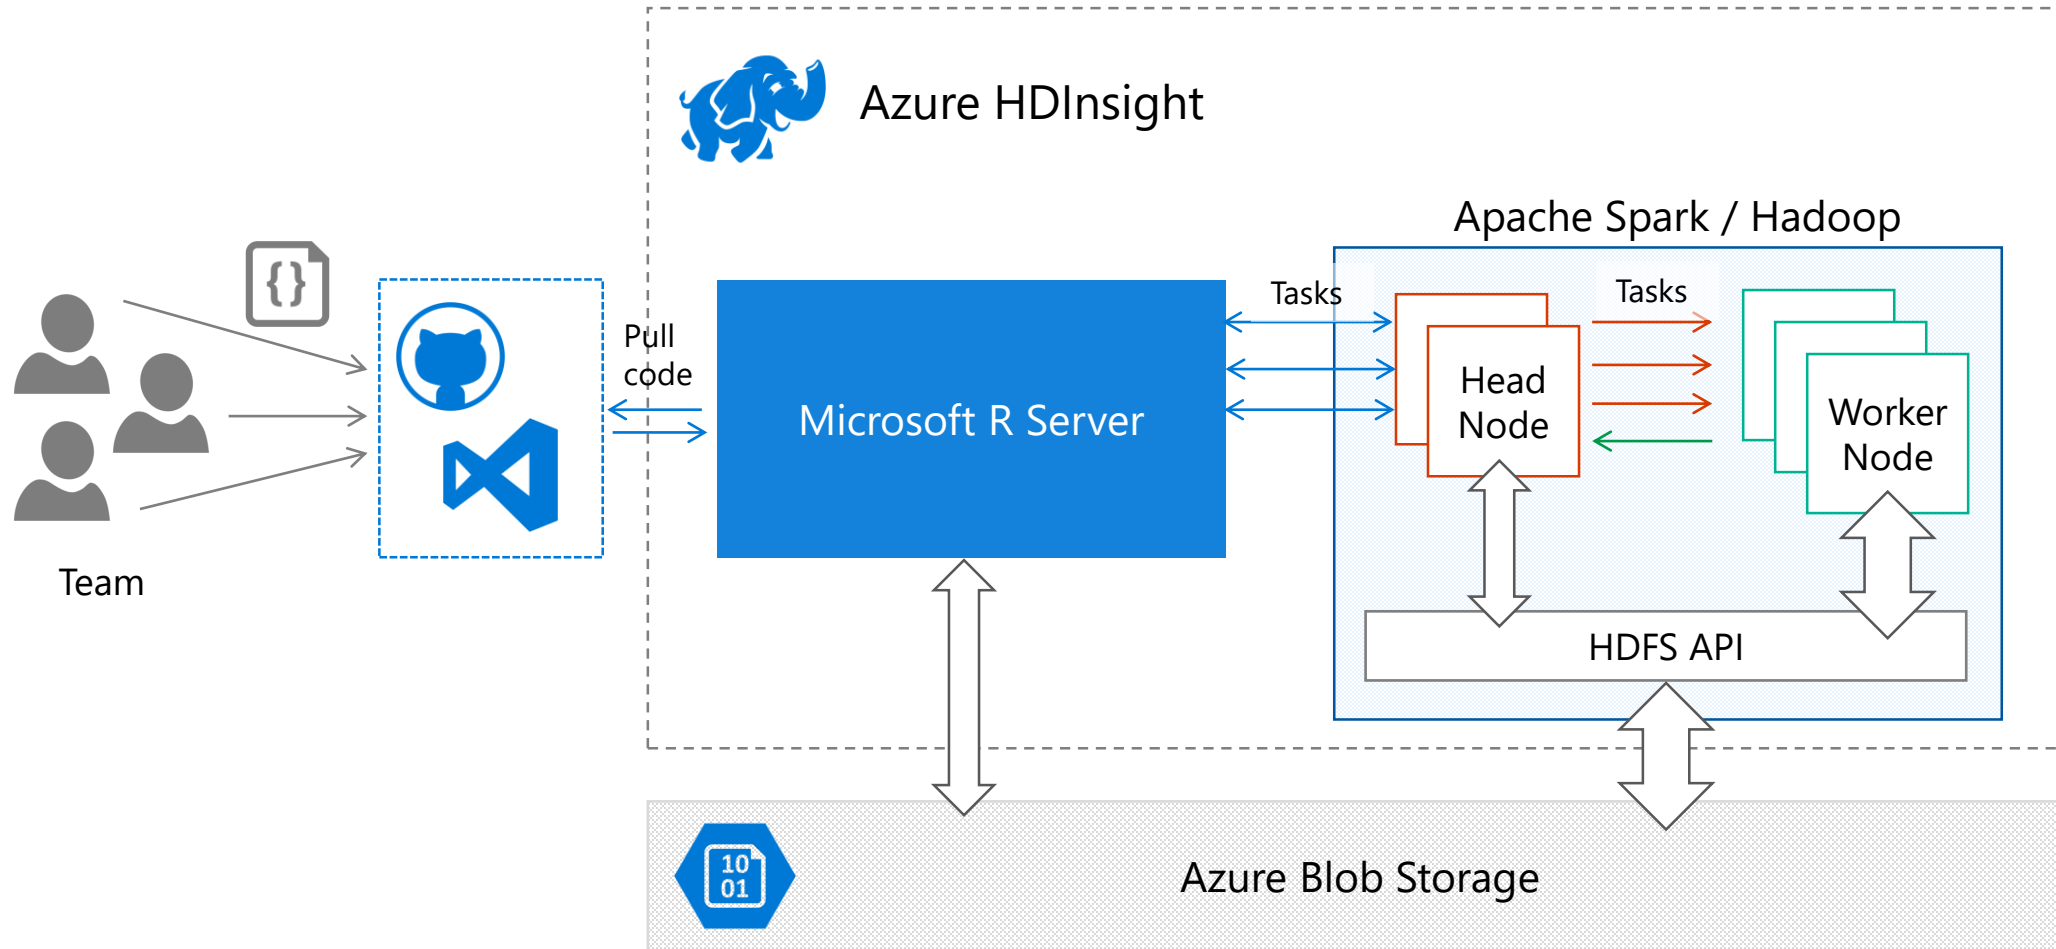 Azure HDInsight
Apache Spark / Hadoop
{}
Tasks
Tasks
Pull
code
Head
Node
Microsoft R Server
Worker
Node
Team
HDFS API
10
01
Azure Blob Storage